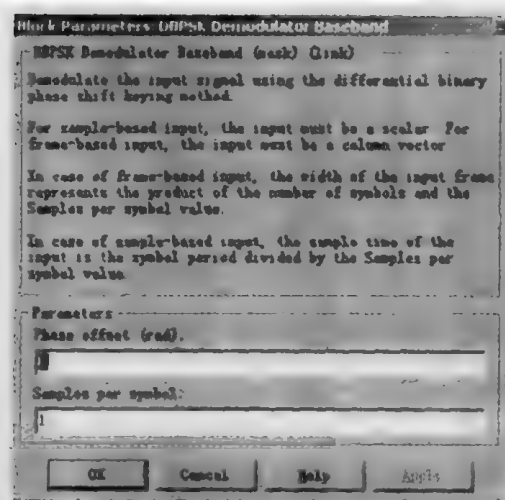 Block Parameters: DBPSK Demodulator Baseband
DBPSK Demodulator Baseband (mask) (link)
Demodulate the input signal using the differential binary
phase shift keying method.
For sample-based input, the input must be a scalar. For
frame-based input, the input must be a column vector
In case of frame-based input, the width of the input frame
represents the product of the number of symbols and the
Samples per symbol value.
In case of sample-based input, the sample time of the
input is the symbol period divided by the Samples per
symbol value.
Parameters
Phase offset (rad).
Samples per symbol:
1
OK
Cancel
Help
Apply